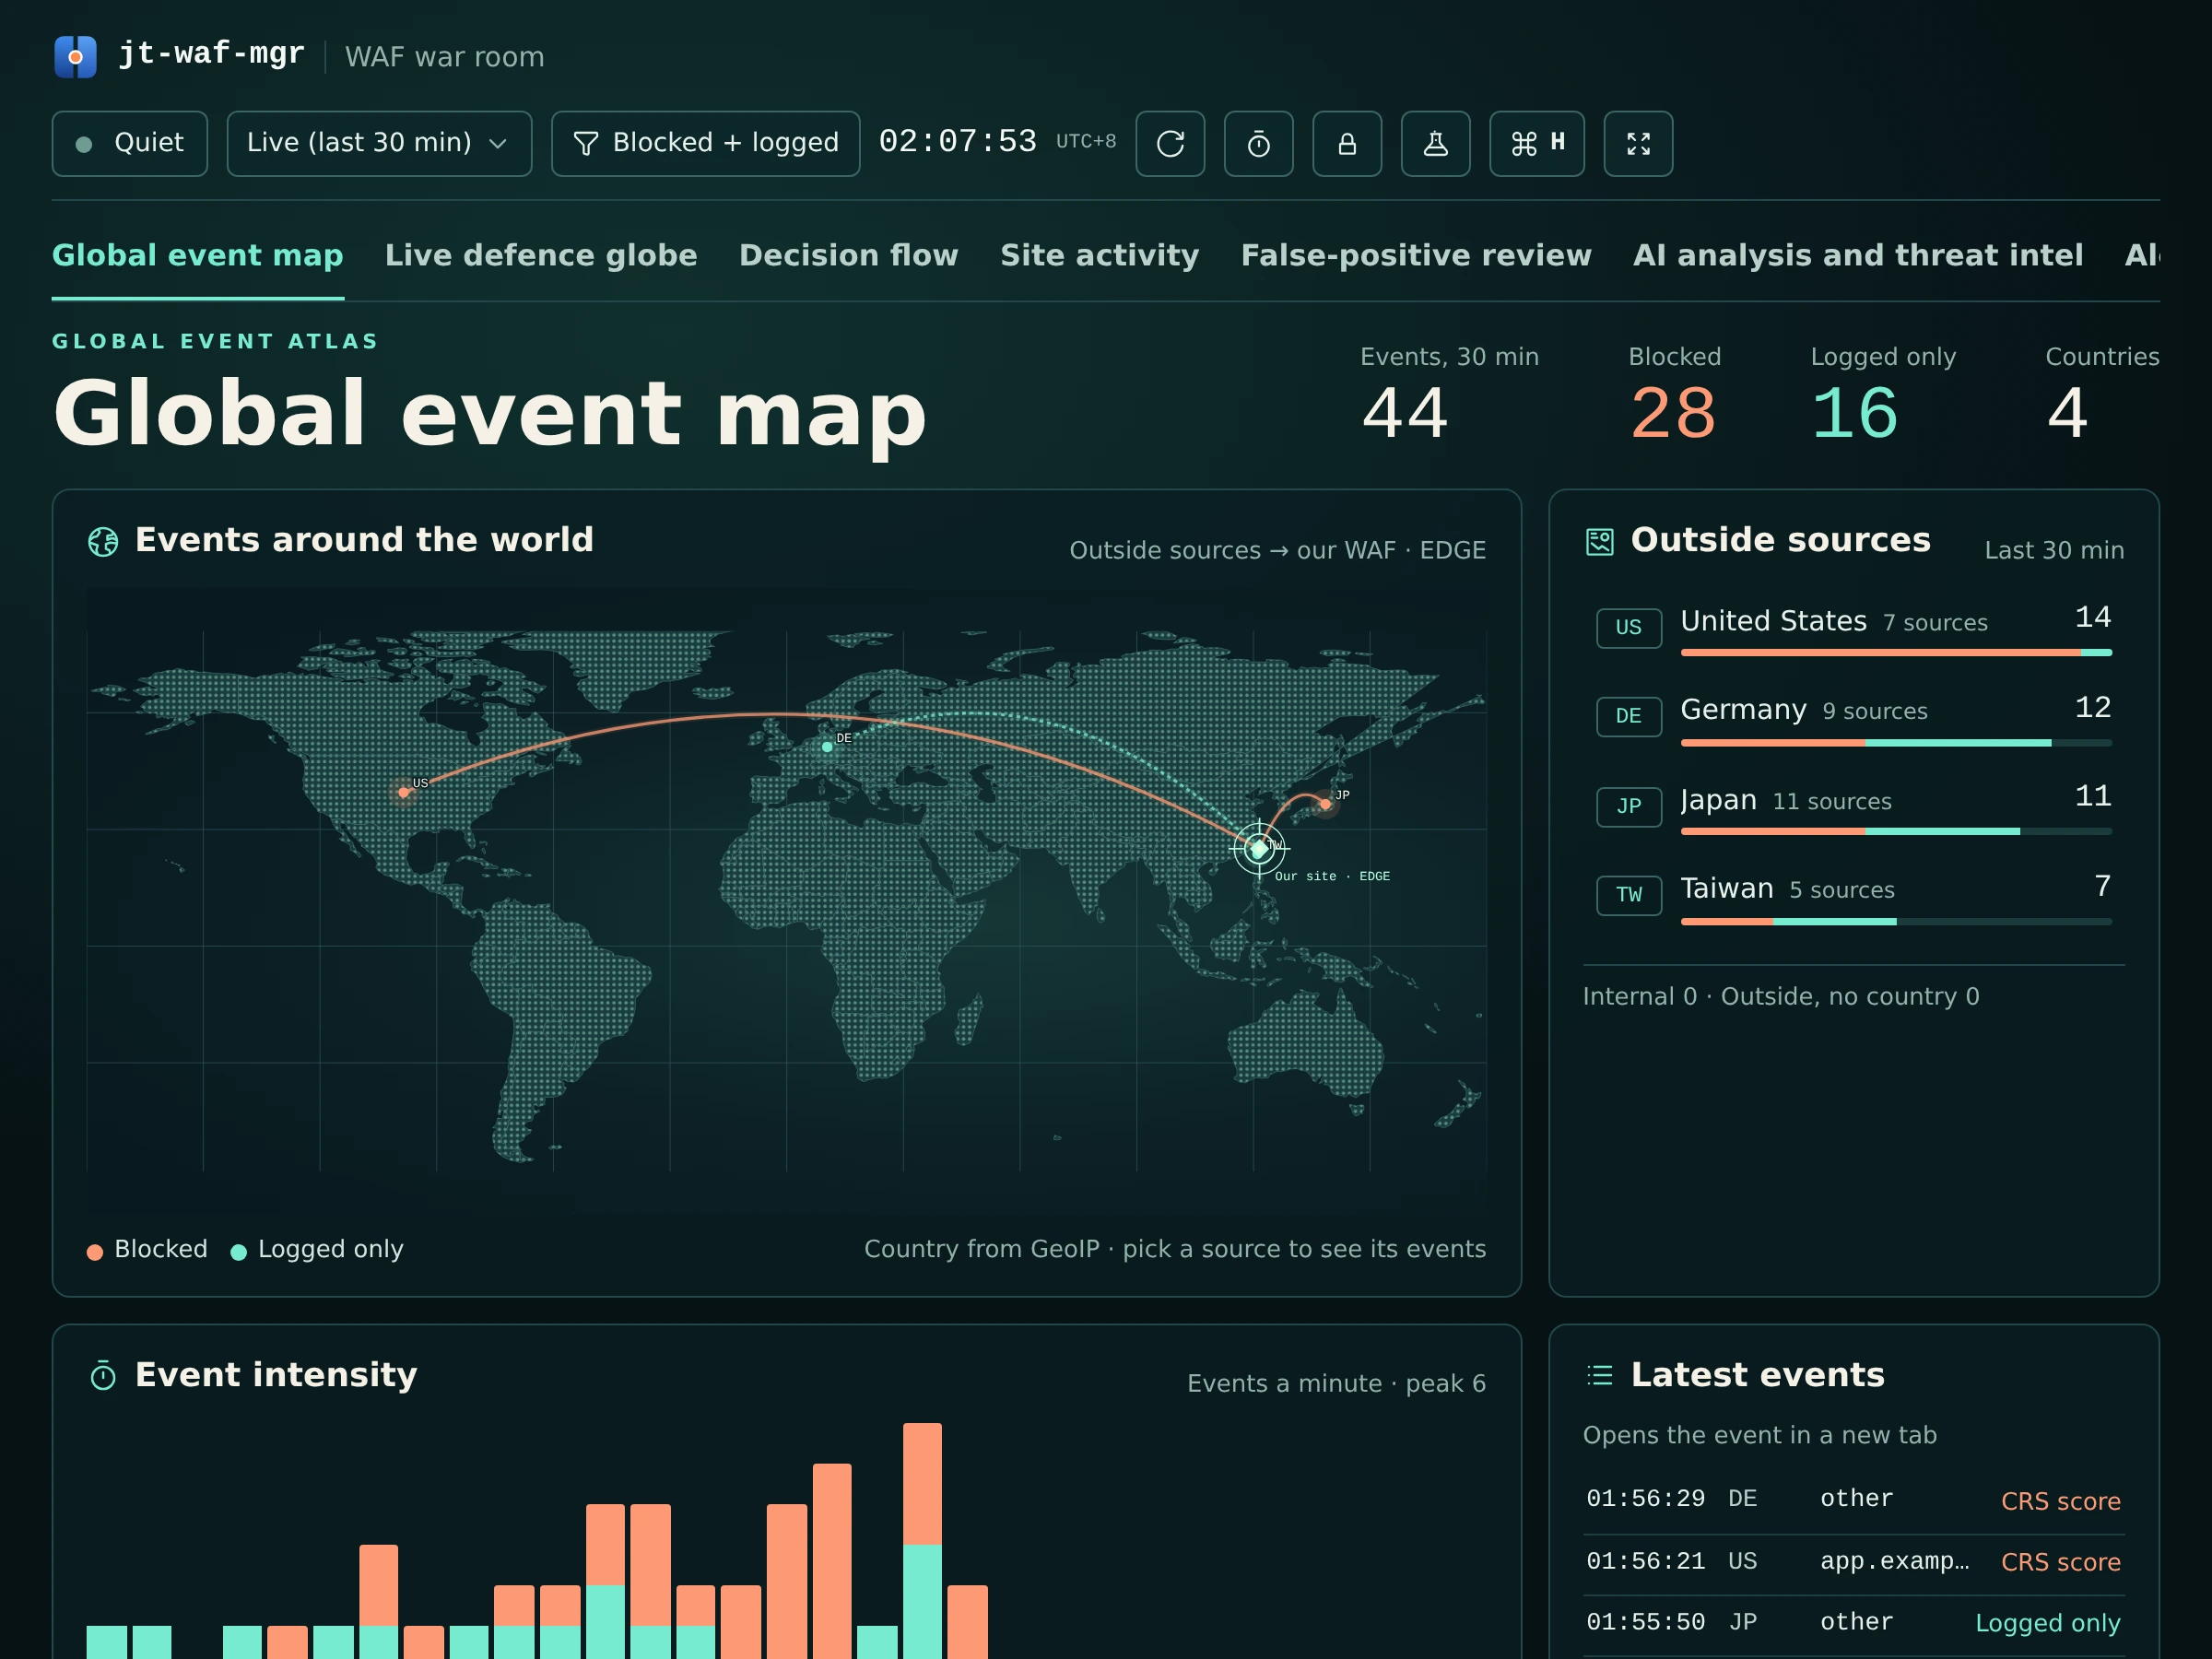 jt-waf-mgr WAF war room
Quiet Live (last 30 min) Blocked + logged 02:07:53 UTC+8 ⌘ H
Global event map Live defence globe Decision flow Site activity False-positive review AI analysis and threat intel
GLOBAL EVENT ATLAS
Global event map
Events, 30 min Blocked Logged only Countries
44 28 16 4
Events around the world
Outside sources → our WAF · EDGE
DE
US
JP
TW
Our site · EDGE
Blocked Logged only
Country from GeoIP · pick a source to see its events
Outside sources Last 30 min
US United States 7 sources 14
DE Germany 9 sources 12
JP Japan 11 sources 11
TW Taiwan 5 sources 7
Internal 0 · Outside, no country 0
Event intensity
Events a minute · peak 6
Latest events
Opens the event in a new tab
01:56:29 DE other CRS score
01:56:21 US app.examp… CRS score
01:55:50 JP other Logged only